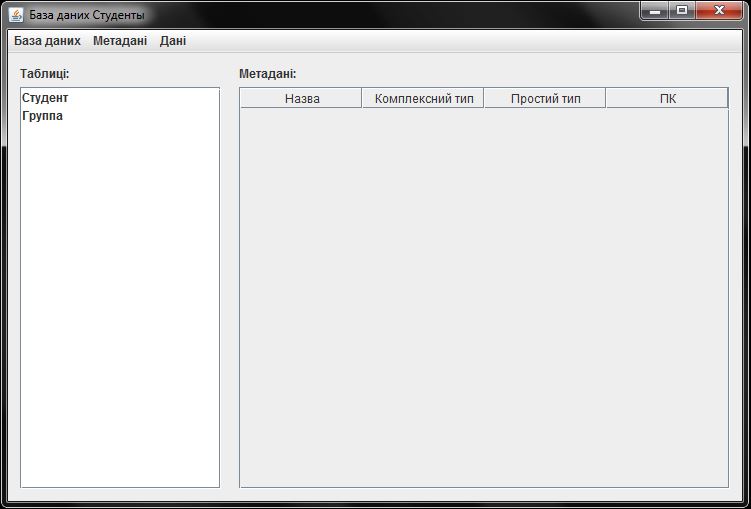 База даних Студенты
База даних Метадані Дані
Таблиці: Метадані:
Студент
Группа
Назва Комплексний тип Простий тип ПК